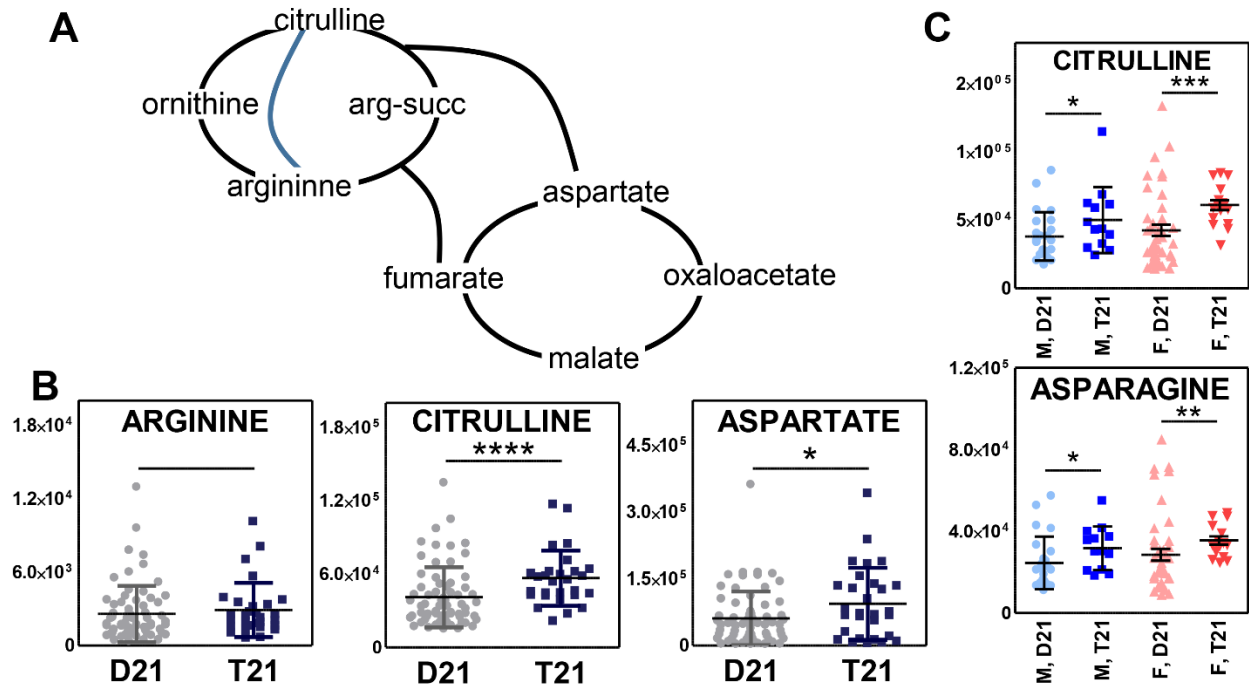 A
citrulline
ornithine
arg-succ
argininne
aspartate
fumarate
oxaloacetate
malate
B
ARGININE
1.8×10⁴
1.2×10⁴
6.0×10³
0
D21
T21
CITRULLINE
****
1.8×10⁵
1.2×10⁵
6.0×10⁴
0
D21
T21
ASPARTATE
*
4.5×10⁵
3.0×10⁵
1.5×10⁵
0
D21
T21
C
CITRULLINE
*
***
2×10⁰⁵
1×10⁰⁵
5×10⁰⁴
0
M, D21
M, T21
F, D21
F, T21
ASPARAGINE
*
**
1.2×10⁵
8.0×10⁴
4.0×10⁴
0
M, D21
M, T21
F, D21
F, T21